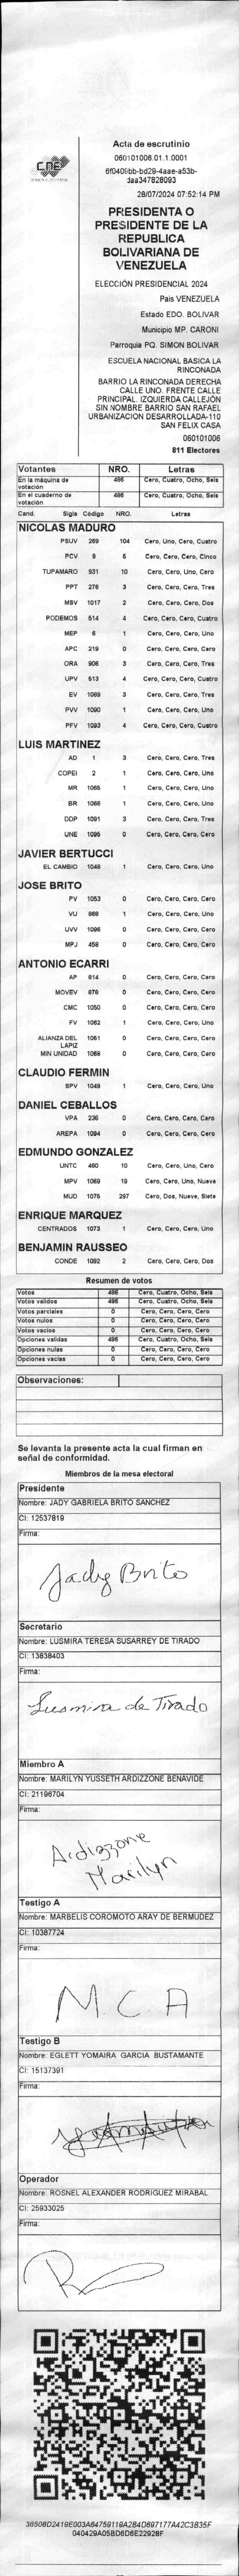 CNE
Acta de escrutinio
060101006.01.1.0001
6f0406bb-bd29-4aae-a53b-
daa347828093
28/07/2024 07:52:14 PM
PRESIDENTA O
PRESIDENTE DE LA
REPUBLICA
BOLIVARIANA DE
VENEZUELA
ELECCIÓN PRESIDENCIAL 2024
Pais VENEZUELA
Estado EDO. BOLIVAR
Municipio MP. CARONI
Parroquia PQ. SIMON BOLIVAR
ESCUELA NACIONAL BASICA LA
RINCONADA
BARRIO LA RINCONADA DERECHA
CALLE UNO. FRENTE CALLE
PRINCIPAL. IZQUIERDA CALLEJÓN
SIN NOMBRE BARRIO SAN RAFAEL
URBANIZACION DESARROLLADA-110
SAN FELIX CASA
060101006
811 Electores
Votantes NRO. Letras
En la máquina de votación 486 Cero, Cuatro, Ocho, Seis
En el cuaderno de votación 486 Cero, Cuatro, Ocho, Seis
Cand. Sigla Código NRO. Letras
NICOLAS MADURO
PSUV 269 104 Cero, Uno, Cero, Cuatro
PCV 9 5 Cero, Cero, Cero, Cinco
TUPAMARO 931 10 Cero, Cero, Uno, Cero
PPT 276 3 Cero, Cero, Cero, Tres
MSV 1017 2 Cero, Cero, Cero, Dos
PODEMOS 514 4 Cero, Cero, Cero, Cuatro
MEP 6 1 Cero, Cero, Cero, Uno
APC 219 0 Cero, Cero, Cero, Cero
ORA 906 3 Cero, Cero, Cero, Tres
UPV 513 4 Cero, Cero, Cero, Cuatro
EV 1089 3 Cero, Cero, Cero, Tres
PVV 1090 1 Cero, Cero, Cero, Uno
PFV 1093 4 Cero, Cero, Cero, Cuatro
LUIS MARTINEZ
AD 1 3 Cero, Cero, Cero, Tres
COPEI 2 1 Cero, Cero, Cero, Uno
MR 1065 1 Cero, Cero, Cero, Uno
BR 1066 1 Cero, Cero, Cero, Uno
DDP 1091 3 Cero, Cero, Cero, Tres
UNE 1095 0 Cero, Cero, Cero, Cero
JAVIER BERTUCCI
EL CAMBIO 1048 1 Cero, Cero, Cero, Uno
JOSE BRITO
PV 1053 0 Cero, Cero, Cero, Cero
VU 868 1 Cero, Cero, Cero, Uno
UVV 1096 0 Cero, Cero, Cero, Cero
MPJ 458 0 Cero, Cero, Cero, Cero
ANTONIO ECARRI
AP 814 0 Cero, Cero, Cero, Cero
MOVEV 978 0 Cero, Cero, Cero, Cero
CMC 1050 0 Cero, Cero, Cero, Cero
FV 1062 1 Cero, Cero, Cero, Uno
ALIANZA DEL LAPIZ 1051 0 Cero, Cero, Cero, Cero
MIN UNIDAD 1068 0 Cero, Cero, Cero, Cero
CLAUDIO FERMIN
SPV 1049 1 Cero, Cero, Cero, Uno
DANIEL CEBALLOS
VPA 236 0 Cero, Cero, Cero, Cero
AREPA 1094 0 Cero, Cero, Cero, Cero
EDMUNDO GONZALEZ
UNTC 460 10 Cero, Cero, Uno, Cero
MPV 1069 19 Cero, Cero, Uno, Nueve
MUD 1075 297 Cero, Dos, Nueve, Siete
ENRIQUE MARQUEZ
CENTRADOS 1073 1 Cero, Cero, Cero, Uno
BENJAMIN RAUSSEO
CONDE 1092 2 Cero, Cero, Cero, Dos
Resumen de votos
Votos 486 Cero, Cuatro, Ocho, Seis
Votos validos 486 Cero, Cuatro, Ocho, Seis
Votos parciales 0 Cero, Cero, Cero, Cero
Votos nulos 0 Cero, Cero, Cero, Cero
Votos vacios 0 Cero, Cero, Cero, Cero
Opciones validas 486 Cero, Cuatro, Ocho, Seis
Opciones nulas 0 Cero, Cero, Cero, Cero
Opciones vacias 0 Cero, Cero, Cero, Cero
Observaciones:
Se levanta la presente acta la cual firman en
señal de conformidad.
Miembros de la mesa electoral
Presidente
Nombre: JADY GABRIELA BRITO SANCHEZ
CI: 12537819
Firma:
Jady Brito
Secretario
Nombre: LUSMIRA TERESA SUSARREY DE TIRADO
CI: 13838403
Firma:
Lusmira de Tirado
Miembro A
Nombre: MARILYN YUSSETH ARDIZZONE BENAVIDE
CI: 21196704
Firma:
Ardizzone
Marilyn
Testigo A
Nombre: MARBELIS COROMOTO ARAY DE BERMUDEZ
CI: 10387724
Firma:
M.C.A
Testigo B
Nombre: EGLETT YOMAIRA GARCIA BUSTAMANTE
CI: 15137391
Firma:
Operador
Nombre: ROSNEL ALEXANDER RODRIGUEZ MIRABAL
CI: 25933025
Firma:
36508D2419E003A64759119A2B4D697177A42C3B35F
040429A05BD6D6E22928F